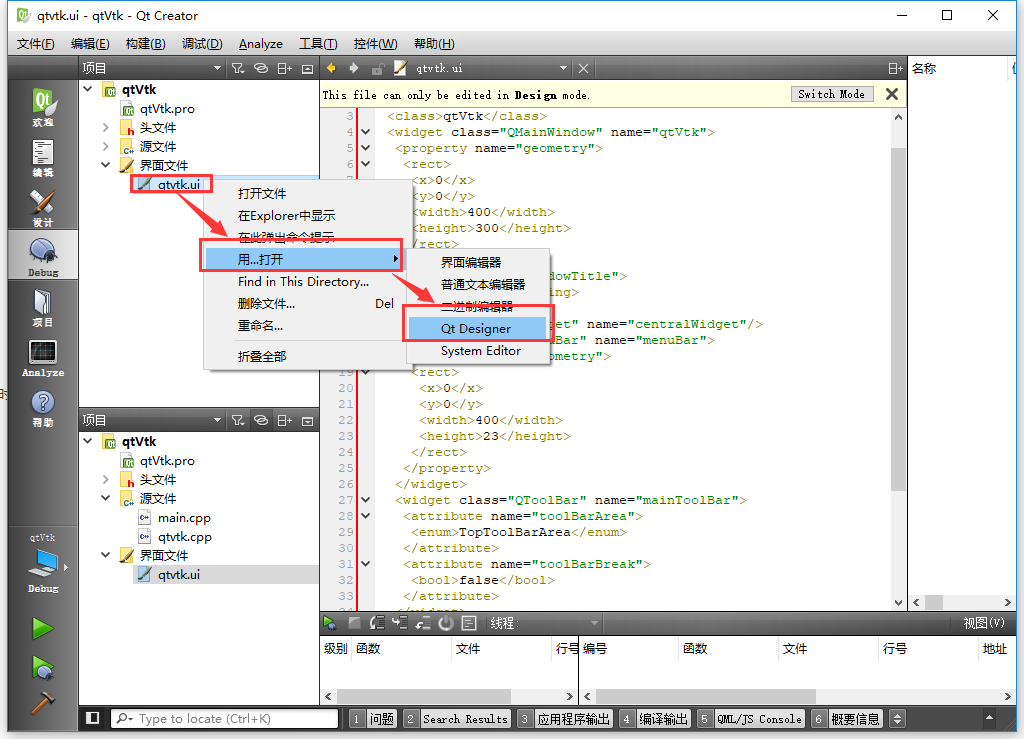 qtvtk.ui - qtVtk - Qt Creator
文件(F) 编辑(E) 构建(B) 调试(D) Analyze 工具(T) 控件(W) 帮助(H)
项目
qtvtk.ui
名称
欢迎
编辑
设计
Debug
项目
Analyze
帮助
qtVtk
Debug
qtVtk
qtVtk.pro
头文件
源文件
界面文件
qtvtk.ui
This file can only be edited in Design mode.
Switch Mode
3 <class>qtVtk</class>
4 <widget class="QMainWindow" name="qtVtk">
5 <property name="geometry">
6 <rect>
<x>0</x>
<y>0</y>
<width>400</width>
<height>300</height>
/rect>
dowTitle">
ing>
et" name="centralWidget"/>
uBar" name="menuBar">
ometry">
19 <rect>
20 <x>0</x>
21 <y>0</y>
22 <width>400</width>
23 <height>23</height>
24 </rect>
25 </property>
26 </widget>
27 <widget class="QToolBar" name="mainToolBar">
28 <attribute name="toolBarArea">
29 <enum>TopToolBarArea</enum>
30 </attribute>
31 <attribute name="toolBarBreak">
32 <bool>false</bool>
33 </attribute>
打开文件
在Explorer中显示
在此弹出命令提示
用...打开
Find in This Directory...
删除文件... Del
重命名...
折叠全部
界面编辑器
普通文本编辑器
二进制编辑器
Qt Designer
System Editor
项目
qtVtk
qtVtk.pro
头文件
源文件
main.cpp
qtvtk.cpp
界面文件
qtvtk.ui
线程:
视图(V)
级别 函数 文件 行号 编号 函数 文件 行号 地址
Type to locate (Ctrl+K)
1 问题 2 Search Results 3 应用程序输出 4 编译输出 5 QML/JS Console 6 概要信息